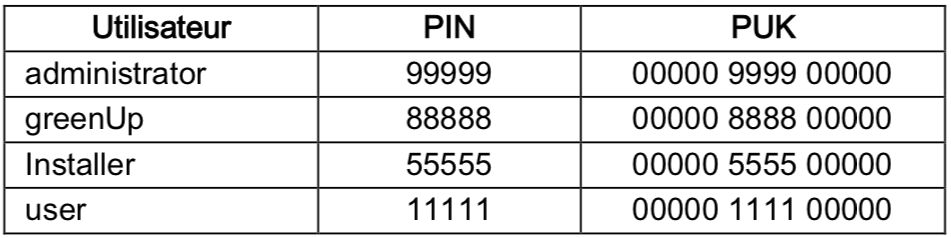 Utilisateur PIN PUK
administrator 99999 00000 9999 00000
greenUp 88888 00000 8888 00000
Installer 55555 00000 5555 00000
user 11111 00000 1111 00000